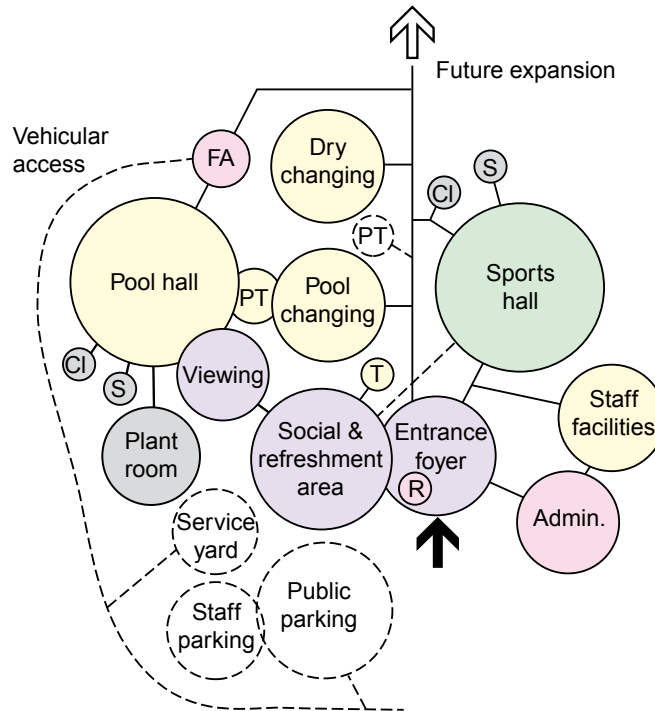 Future expansion
Vehicular
access
FA
Dry
changing
Cl
S
PT
Pool hall
PT
Pool
changing
Sports
hall
Cl
S
Viewing
T
Plant
room
Social &
refreshment
area
Entrance
foyer
R
Staff
facilities
Admin.
Service
yard
Staff
parking
Public
parking